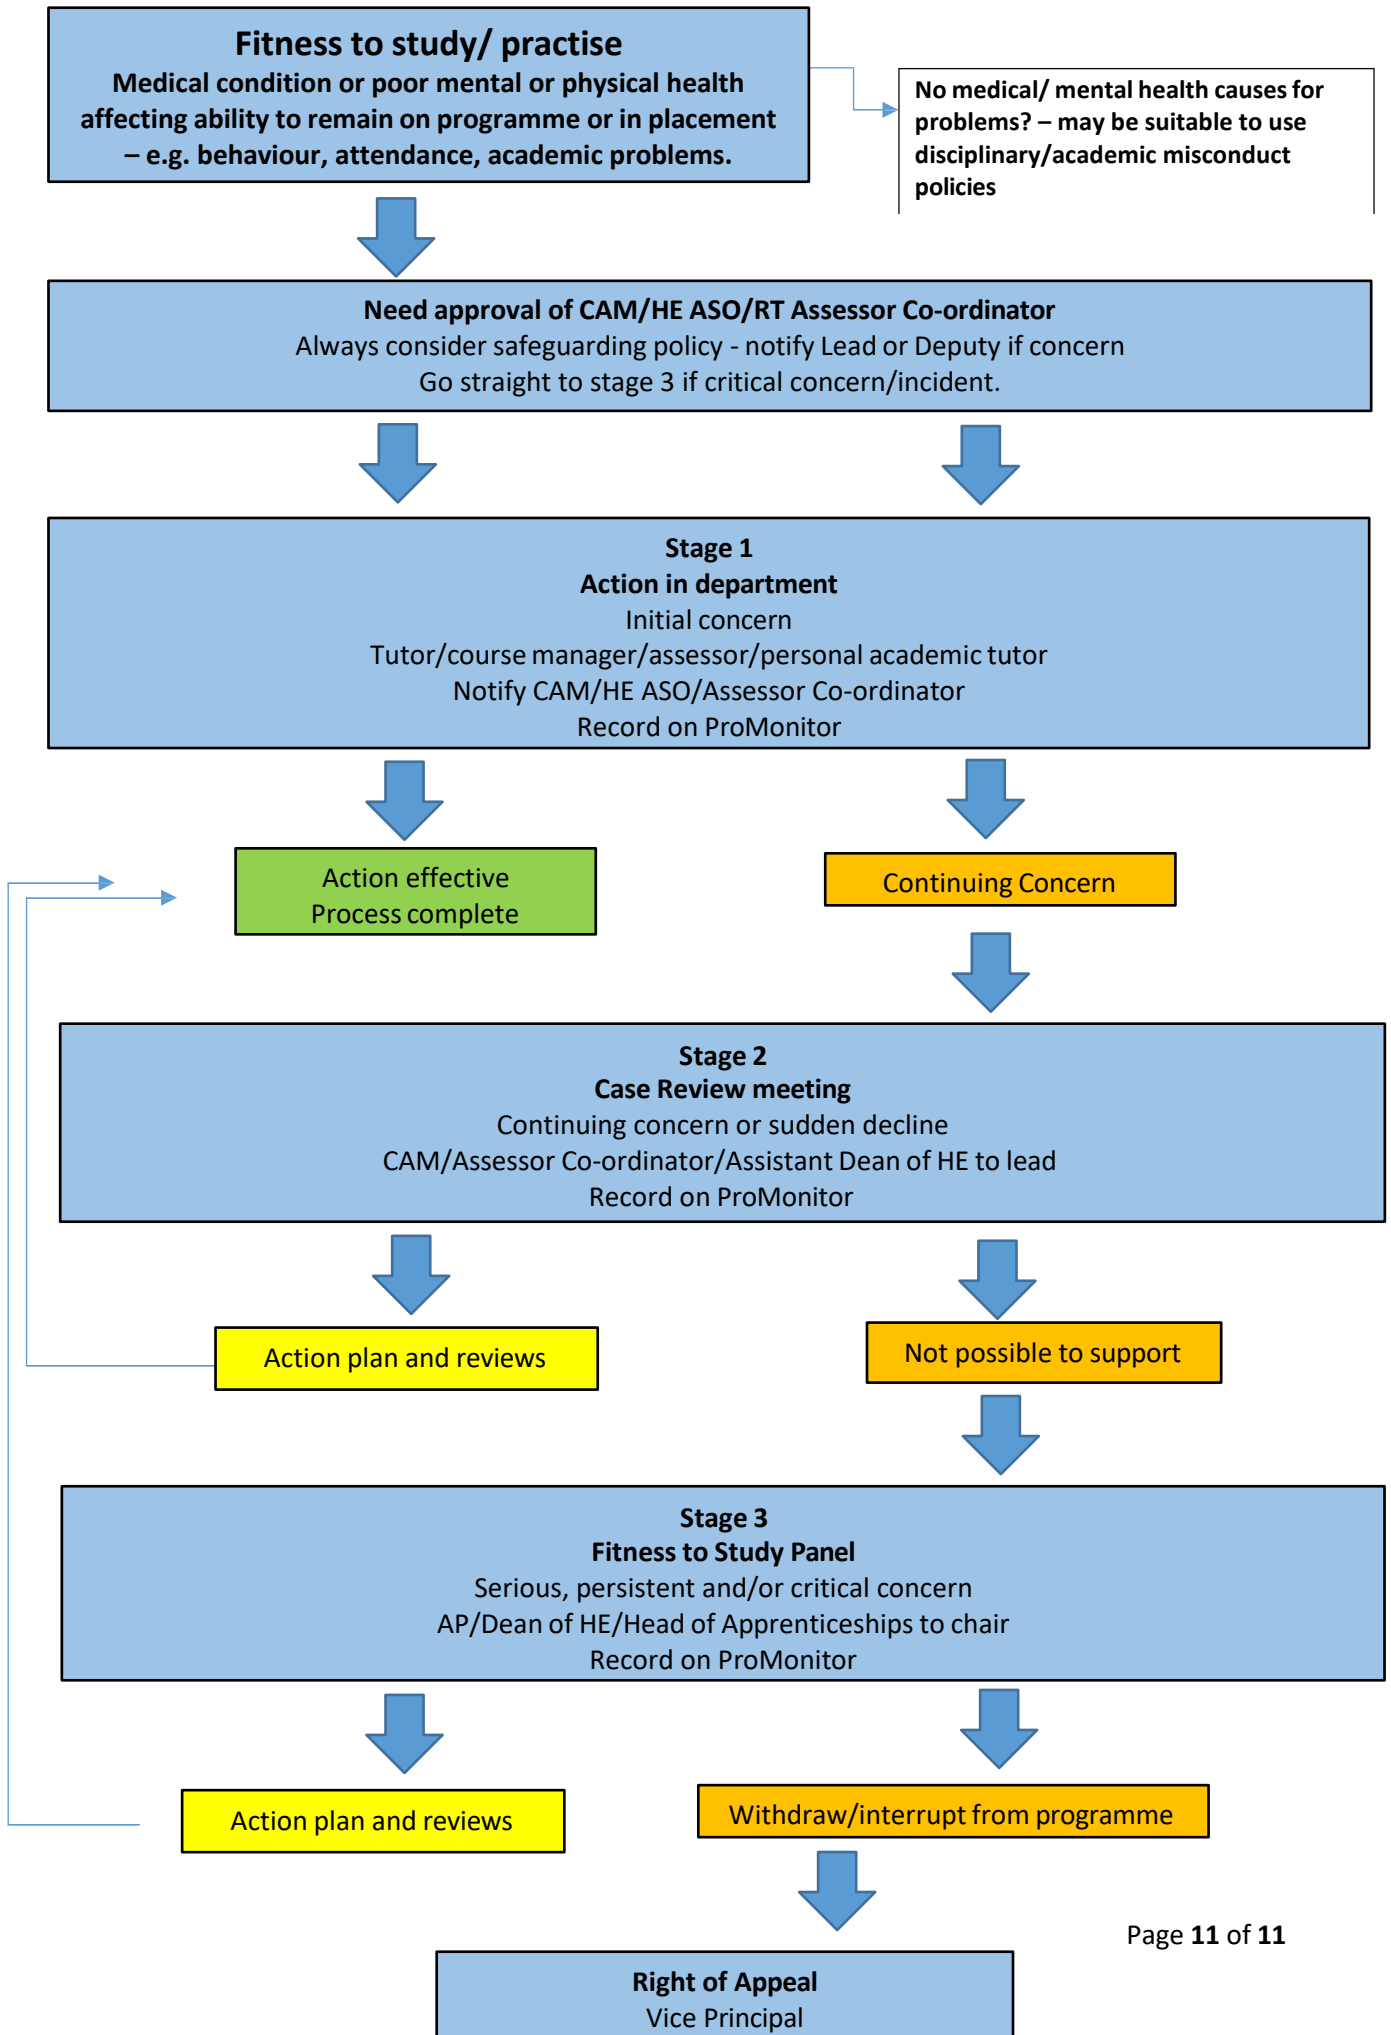 Fitness to study/ practise
Medical condition or poor mental or physical health
affecting ability to remain on programme or in placement
– e.g. behaviour, attendance, academic problems.
No medical/ mental health causes for
problems? – may be suitable to use
disciplinary/academic misconduct
policies
Need approval of CAM/HE ASO/RT Assessor Co-ordinator
Always consider safeguarding policy - notify Lead or Deputy if concern
Go straight to stage 3 if critical concern/incident.
Stage 1
Action in department
Initial concern
Tutor/course manager/assessor/personal academic tutor
Notify CAM/HE ASO/Assessor Co-ordinator
Record on ProMonitor
Action effective
Process complete
Continuing Concern
Stage 2
Case Review meeting
Continuing concern or sudden decline
CAM/Assessor Co-ordinator/Assistant Dean of HE to lead
Record on ProMonitor
Action plan and reviews
Not possible to support
Stage 3
Fitness to Study Panel
Serious, persistent and/or critical concern
AP/Dean of HE/Head of Apprenticeships to chair
Record on ProMonitor
Action plan and reviews
Withdraw/interrupt from programme
Page 11 of 11
Right of Appeal
Vice Principal